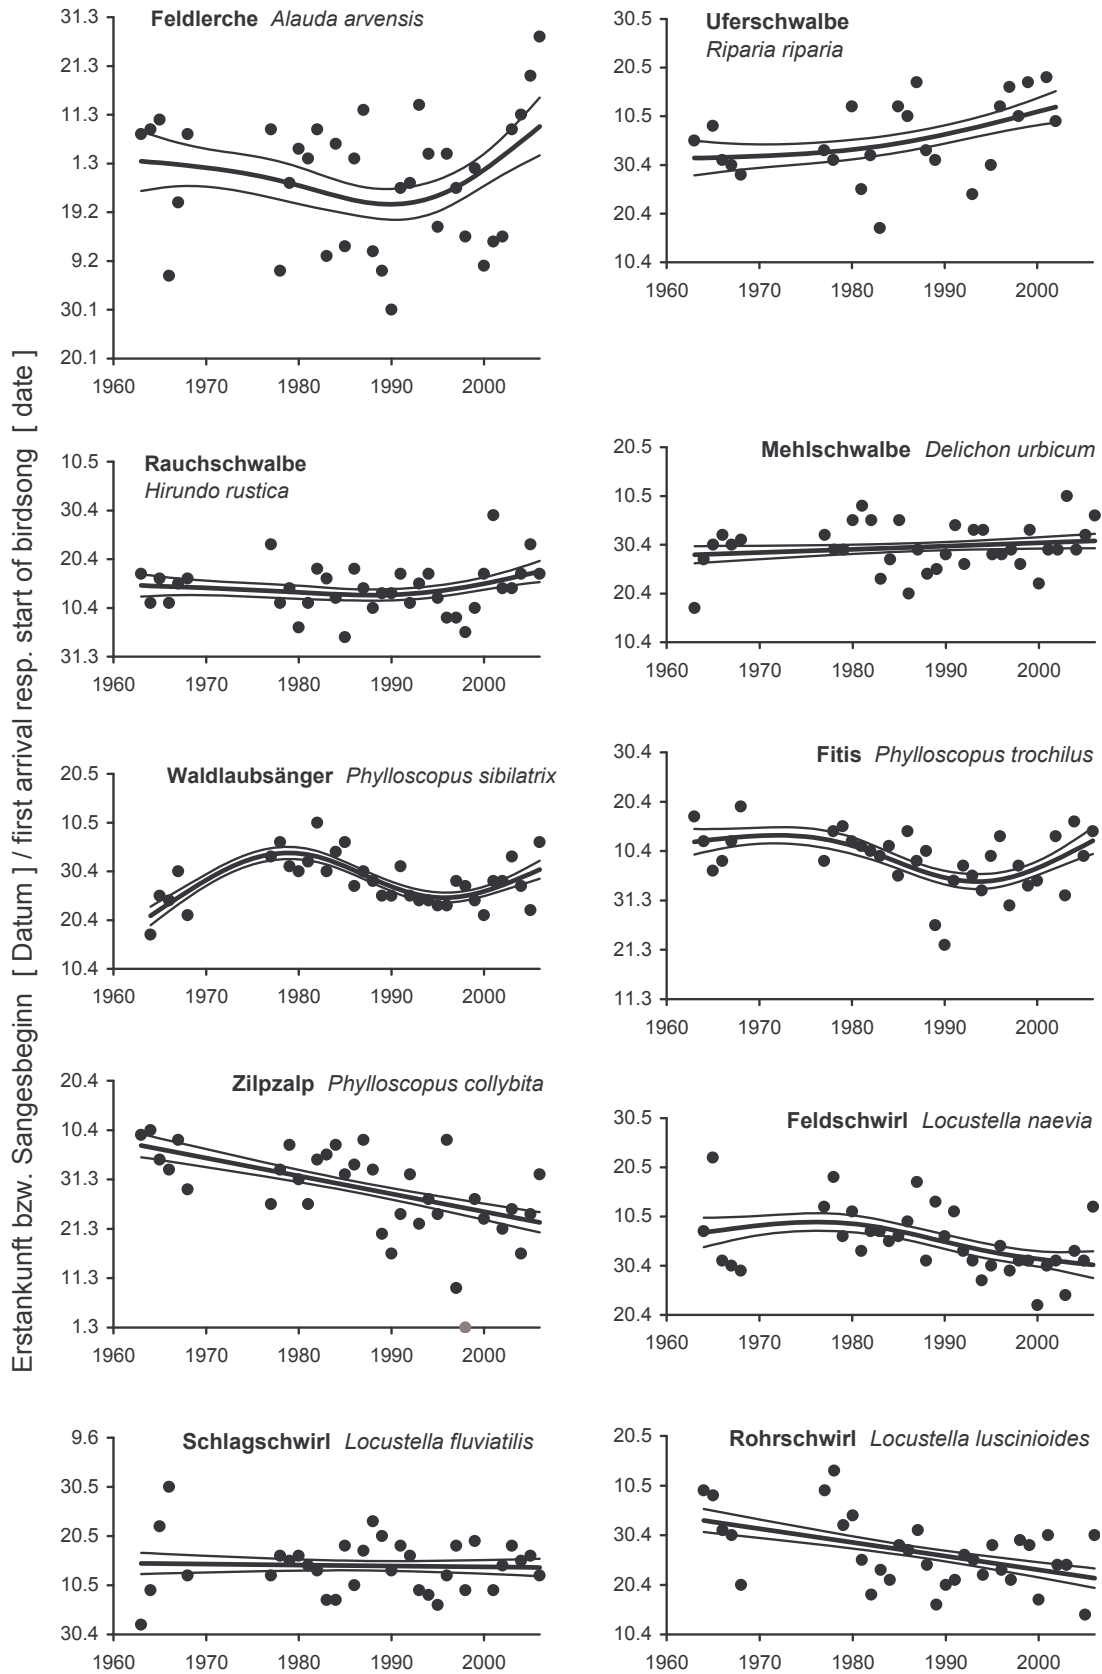 Erstankunft bzw. Sangesbeginn [ Datum ] / first arrival resp. start of birdsong [ date ]
Feldlerche Alauda arvensis
31.3
21.3
11.3
1.3
19.2
9.2
30.1
20.1
1960 1970 1980 1990 2000
Uferschwalbe
Riparia riparia
30.5
20.5
10.5
30.4
20.4
10.4
1960 1970 1980 1990 2000
Rauchschwalbe
Hirundo rustica
10.5
30.4
20.4
10.4
31.3
1960 1970 1980 1990 2000
Mehlschwalbe Delichon urbicum
20.5
10.5
30.4
20.4
10.4
1960 1970 1980 1990 2000
Waldlaubsänger Phylloscopus sibilatrix
20.5
10.5
30.4
20.4
10.4
1960 1970 1980 1990 2000
Fitis Phylloscopus trochilus
30.4
20.4
10.4
31.3
21.3
11.3
1960 1970 1980 1990 2000
Zilpzalp Phylloscopus collybita
20.4
10.4
31.3
21.3
11.3
1.3
1960 1970 1980 1990 2000
Feldschwirl Locustella naevia
30.5
20.5
10.5
30.4
20.4
1960 1970 1980 1990 2000
Schlagschwirl Locustella fluviatilis
9.6
30.5
20.5
10.5
30.4
1960 1970 1980 1990 2000
Rohrschwirl Locustella luscinioides
20.5
10.5
30.4
20.4
10.4
1960 1970 1980 1990 2000